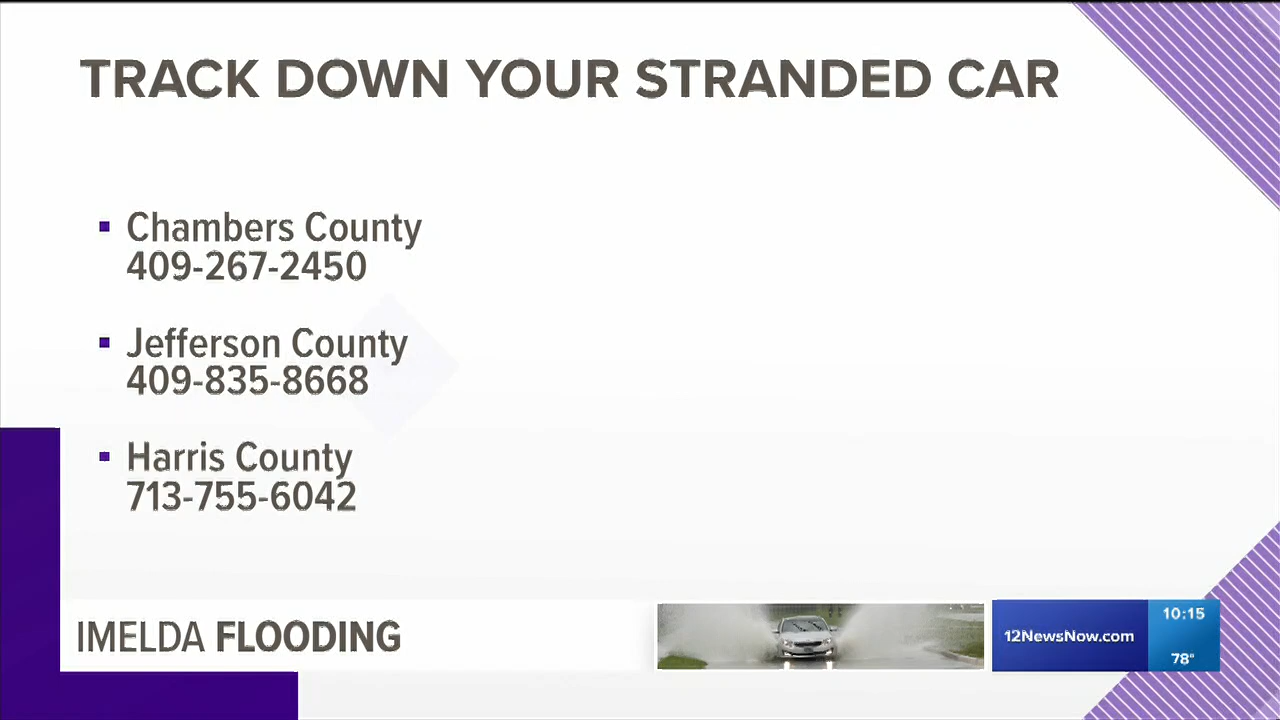 TRACK DOWN YOUR STRANDED CAR
Chambers County
409-267-2450
Jefferson County
409-835-8668
Harris County
713-755-6042
IMELDA FLOODING
12NewsNow.com
10:15
78°